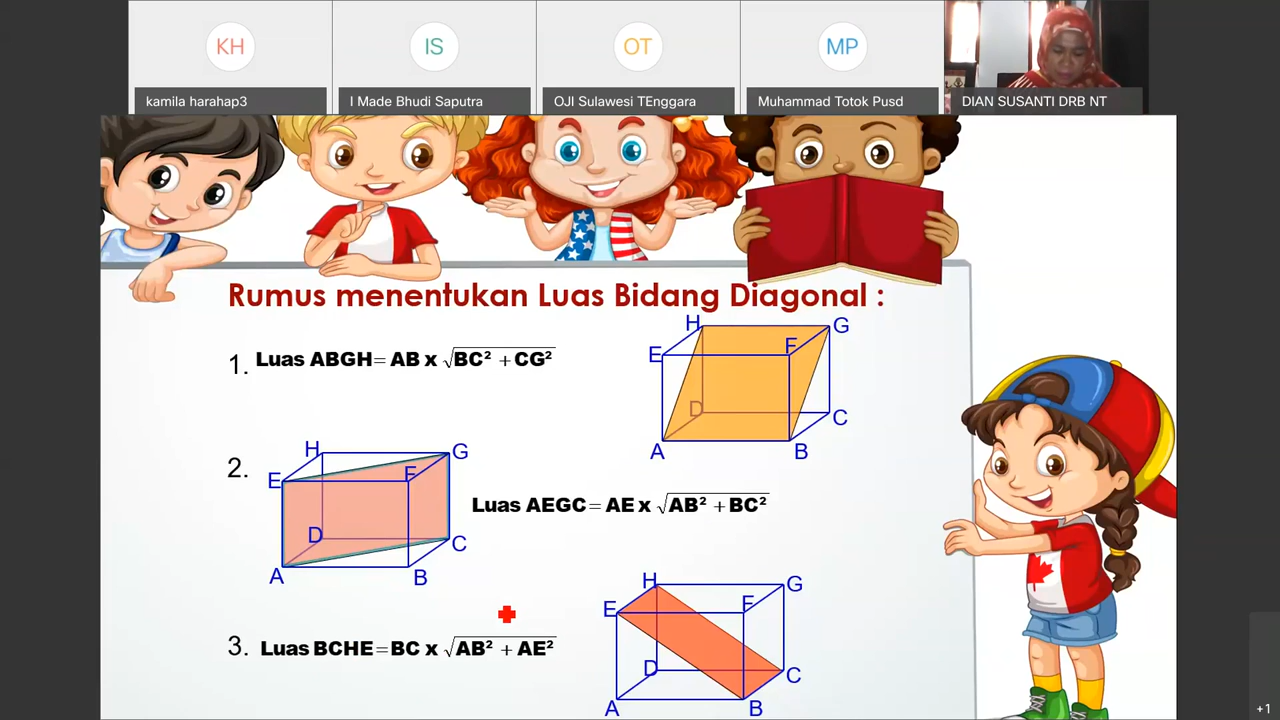 KH
IS
OT
MP
kamila harahap3
I Made Bhudi Saputra
OJI Sulawesi TEnggara
Muhammad Totok Pusd
DIAN SUSANTI DRB NT
Rumus menentukan Luas Bidang Diagonal :
1. Luas ABGH= AB x √BC² + CG²
H
G
E
F
D
C
A
B
2.
H
G
E
F
D
C
A
B
Luas AEGC= AE x √AB² + BC²
3. Luas BCHE=BC x √AB² + AE²
H
G
E
F
D
C
A
B
+1